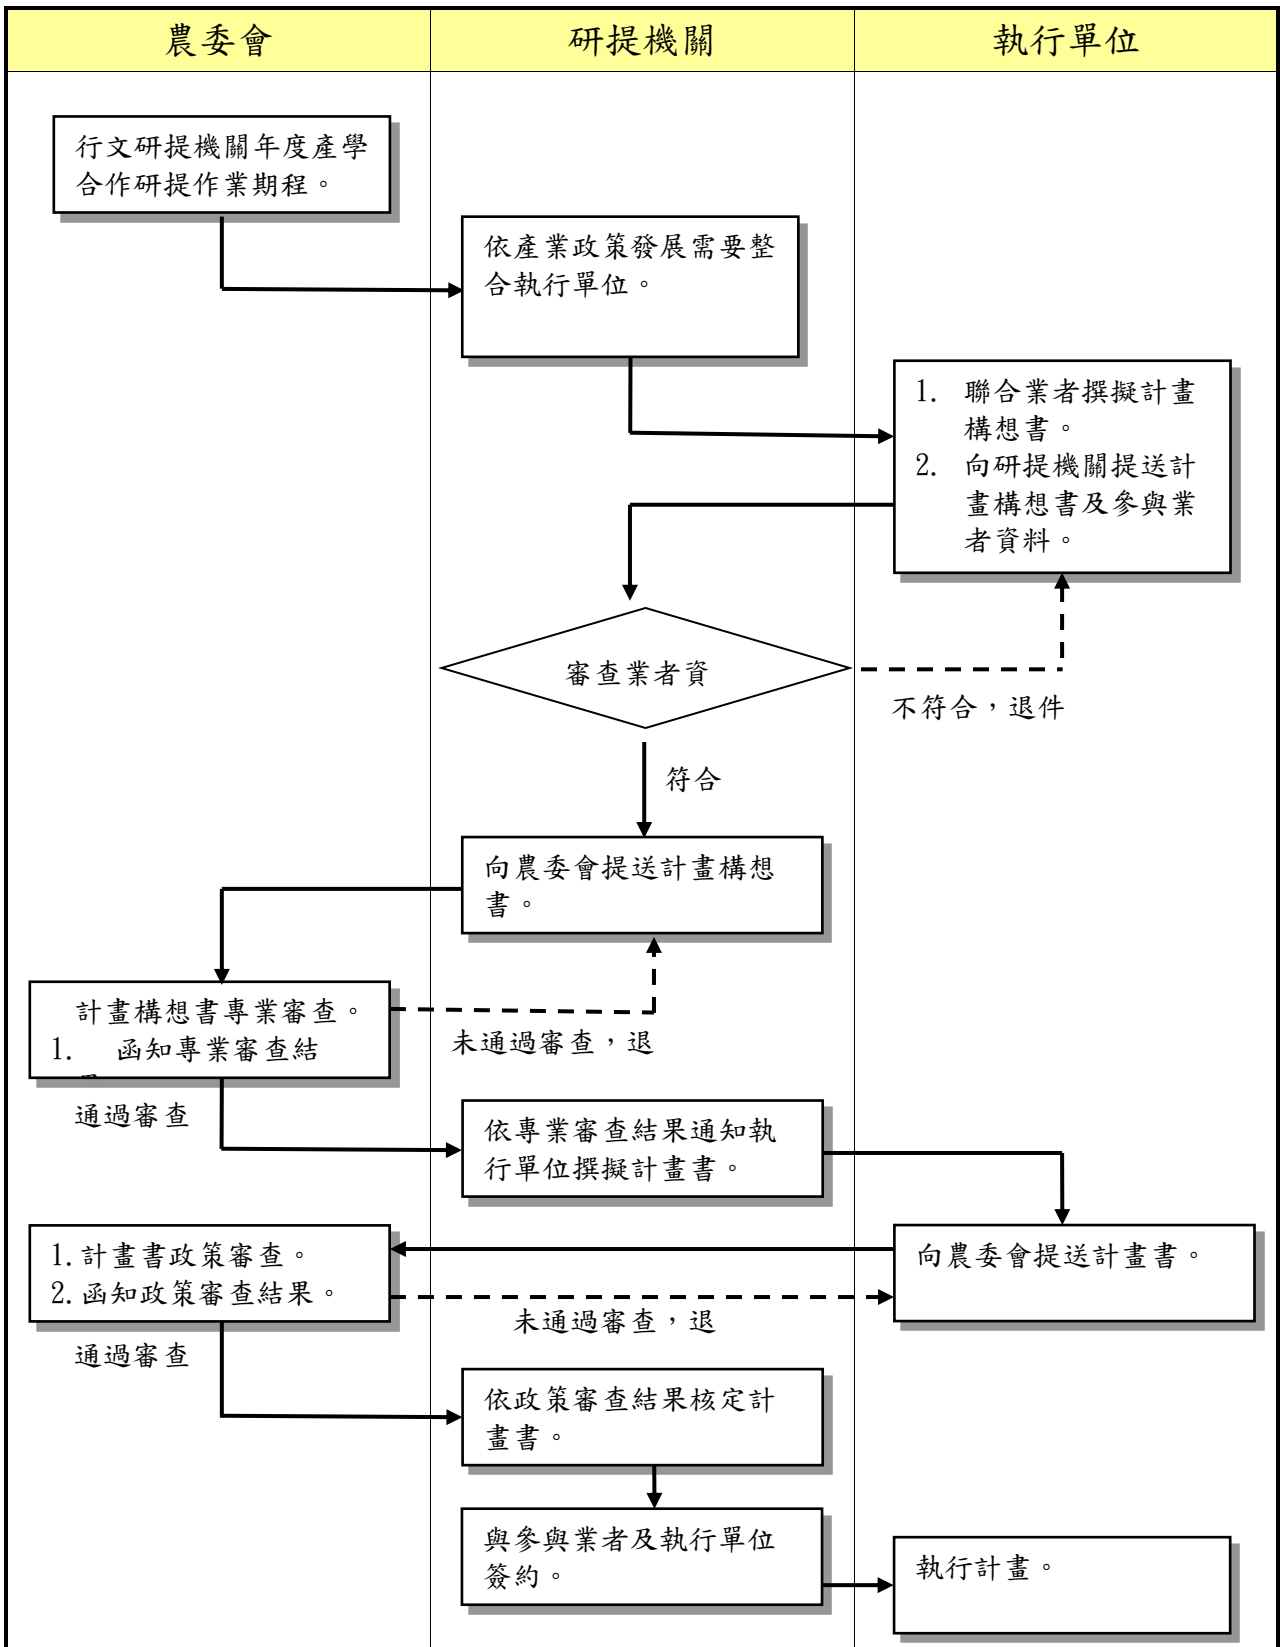 農委會
研提機關
執行單位
行文研提機關年度產學
合作研提作業期程。
依產業政策發展需要整
合執行單位。
1. 聯合業者撰擬計畫
構想書。
2. 向研提機關提送計
畫構想書及參與業
者資料。
審查業者資
不符合，退件
符合
向農委會提送計畫構想
書。
計畫構想書專業審查。
1. 函知專業審查結
未通過審查，退
通過審查
依專業審查結果通知執
行單位撰擬計畫書。
1.計畫書政策審查。
2.函知政策審查結果。
向農委會提送計畫書。
未通過審查，退
通過審查
依政策審查結果核定計
畫書。
與參與業者及執行單位
簽約。
執行計畫。